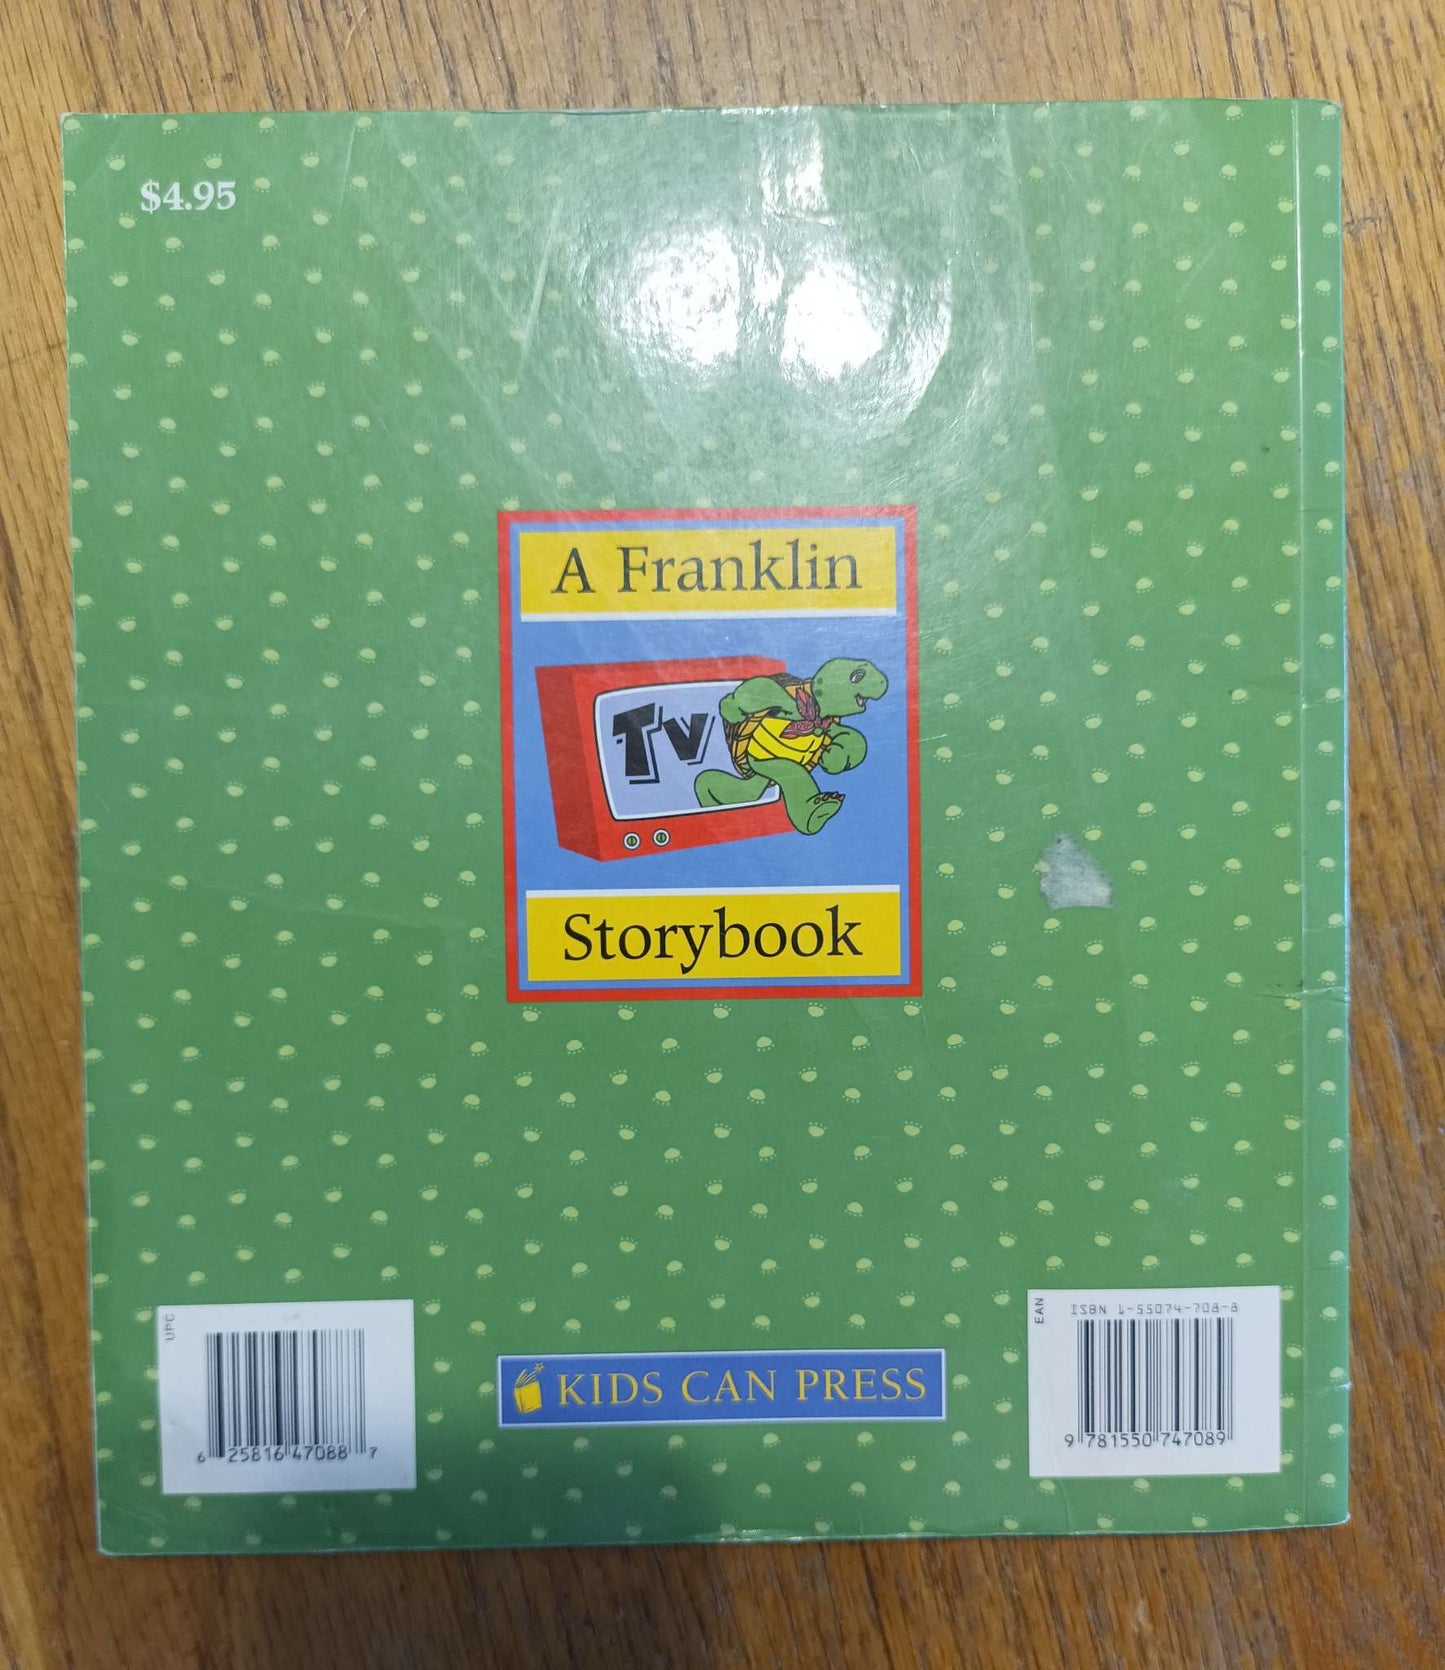 $4.95
A Franklin
TV
Storybook
UPC
6 25816 47088 7
KIDS CAN PRESS
EAN
ISBN 1-55074-708-8
9 781550 747089